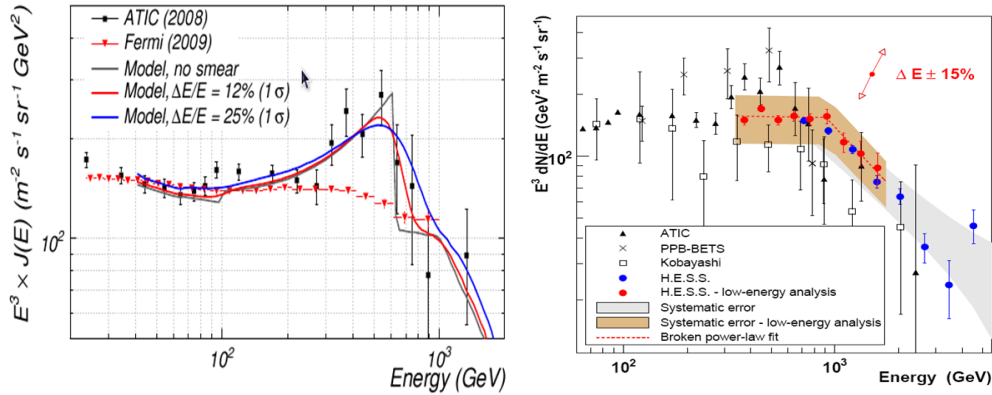 ATIC (2008)
Fermi (2009)
Model, no smear
Model, ΔE/E = 12% (1 σ)
Model, ΔE/E = 25% (1 σ)
E³ × J(E) (m⁻² s⁻¹ sr⁻¹ GeV²)
10²
10²
10³
Energy (GeV)
E³ dN/dE (GeV² m⁻² s⁻¹ sr⁻¹)
10²
Δ E ± 15%
ATIC
PPB-BETS
Kobayashi
H.E.S.S.
H.E.S.S. - low-energy analysis
Systematic error
Systematic error - low-energy analysis
Broken power-law fit
10²
10³
Energy (GeV)